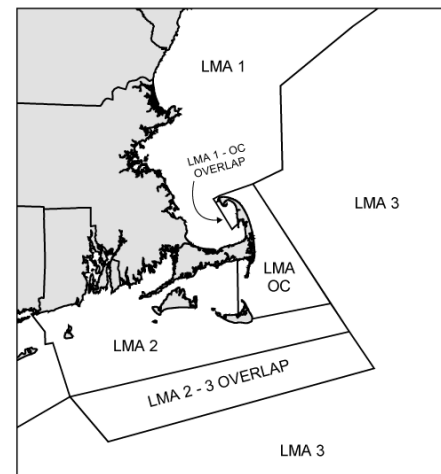 LMA 1
LMA 1 - OC
OVERLAP
LMA 3
LMA
OC
LMA 2
LMA 2 - 3 OVERLAP
LMA 3